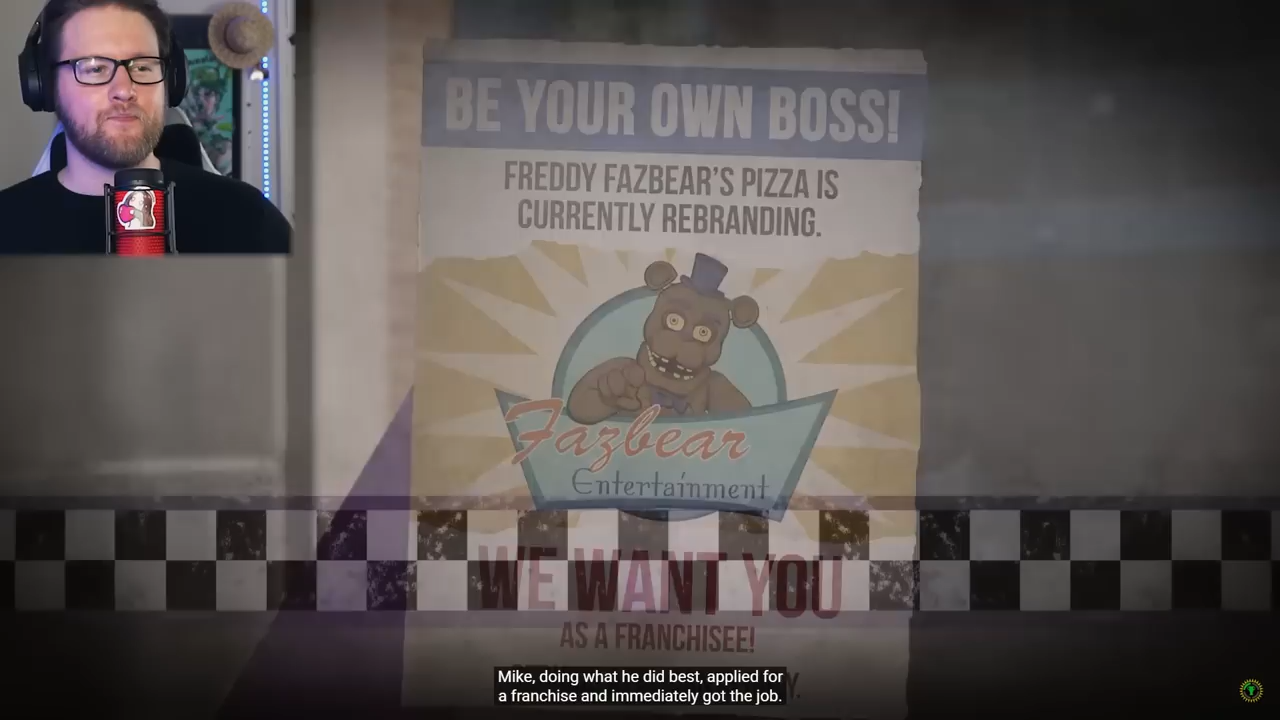 BE YOUR OWN BOSS!
FREDDY FAZBEAR'S PIZZA IS
CURRENTLY REBRANDING.
Fazbear
Entertainment
WE WANT YOU
AS A FRANCHISEE!
Mike, doing what he did best, applied for
a franchise and immediately got the job.